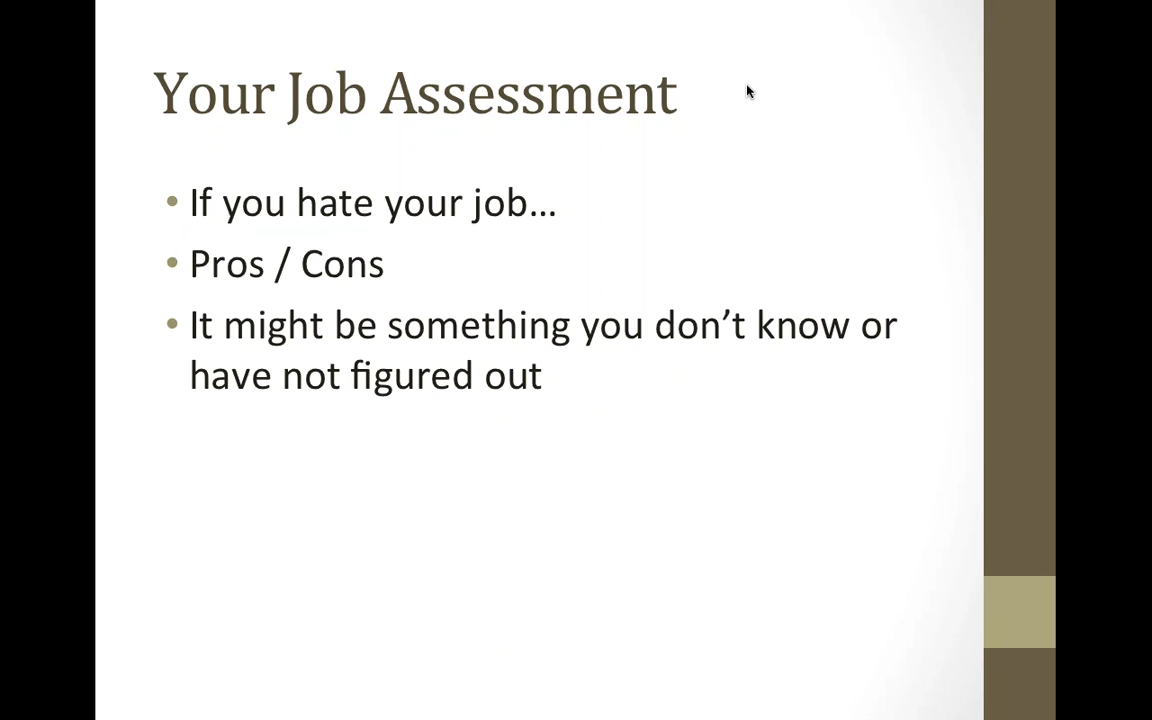 Your Job Assessment
• If you hate your job…
• Pros / Cons
• It might be something you don’t know or
have not figured out